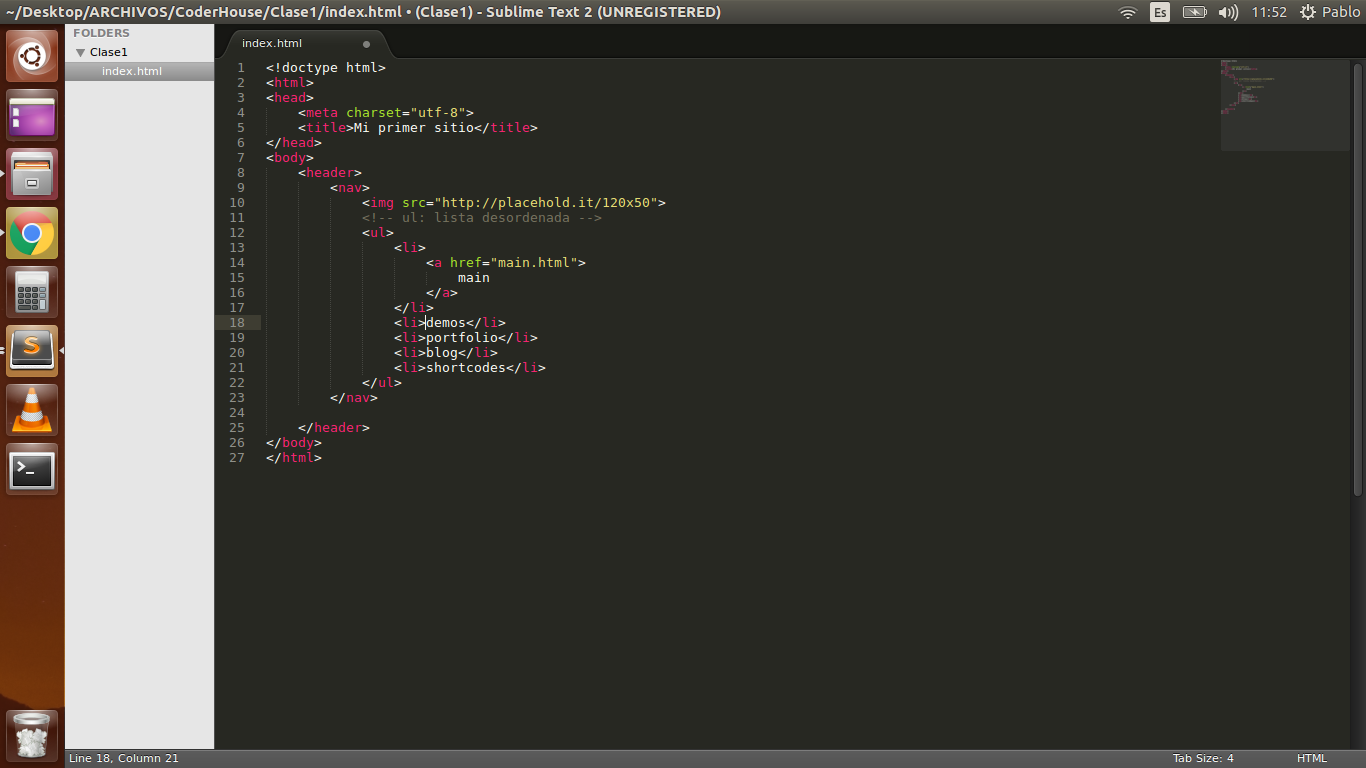 ~/Desktop/ARCHIVOS/CoderHouse/Clase1/index.html • (Clase1) - Sublime Text 2 (UNREGISTERED)
Es
11:52
Pablo
FOLDERS
Clase1
index.html
index.html
1 <!doctype html>
2 <html>
3 <head>
4 <meta charset="utf-8">
5 <title>Mi primer sitio</title>
6 </head>
7 <body>
8 <header>
9 <nav>
10 <img src="http://placehold.it/120x50">
11 <!-- ul: lista desordenada -->
12 <ul>
13 <li>
14 <a href="main.html">
15 main
16 </a>
17 </li>
18 <li>demos</li>
19 <li>portfolio</li>
20 <li>blog</li>
21 <li>shortcodes</li>
22 </ul>
23 </nav>
24
25 </header>
26 </body>
27 </html>
Line 18, Column 21
Tab Size: 4
HTML